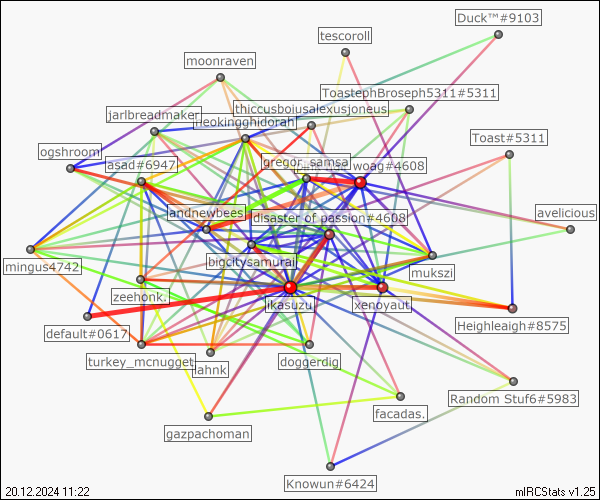 Duck™#9103
tescoroll
moonraven
ToastephBroseph5311#5311
thiccusboiusalexusjoneus
jarlbreadmaker
neokingghidorah
Toast#5311
ogshroom
asad#6947
gregor_samsa
woag#4608
andnewbees
disaster of passion#4608
avelicious
mingus4742
bigcitysamurai
mukszi
zeehonk.
ikasuzu
xenoyaut
default#0617
Heighleaigh#8575
turkey_mcnugget
lahnk
doggerdig
Random Stuf6#5983
gazpachoman
facadas.
Knowun#6424
20.12.2024 11:22
mIRCStats v1.25